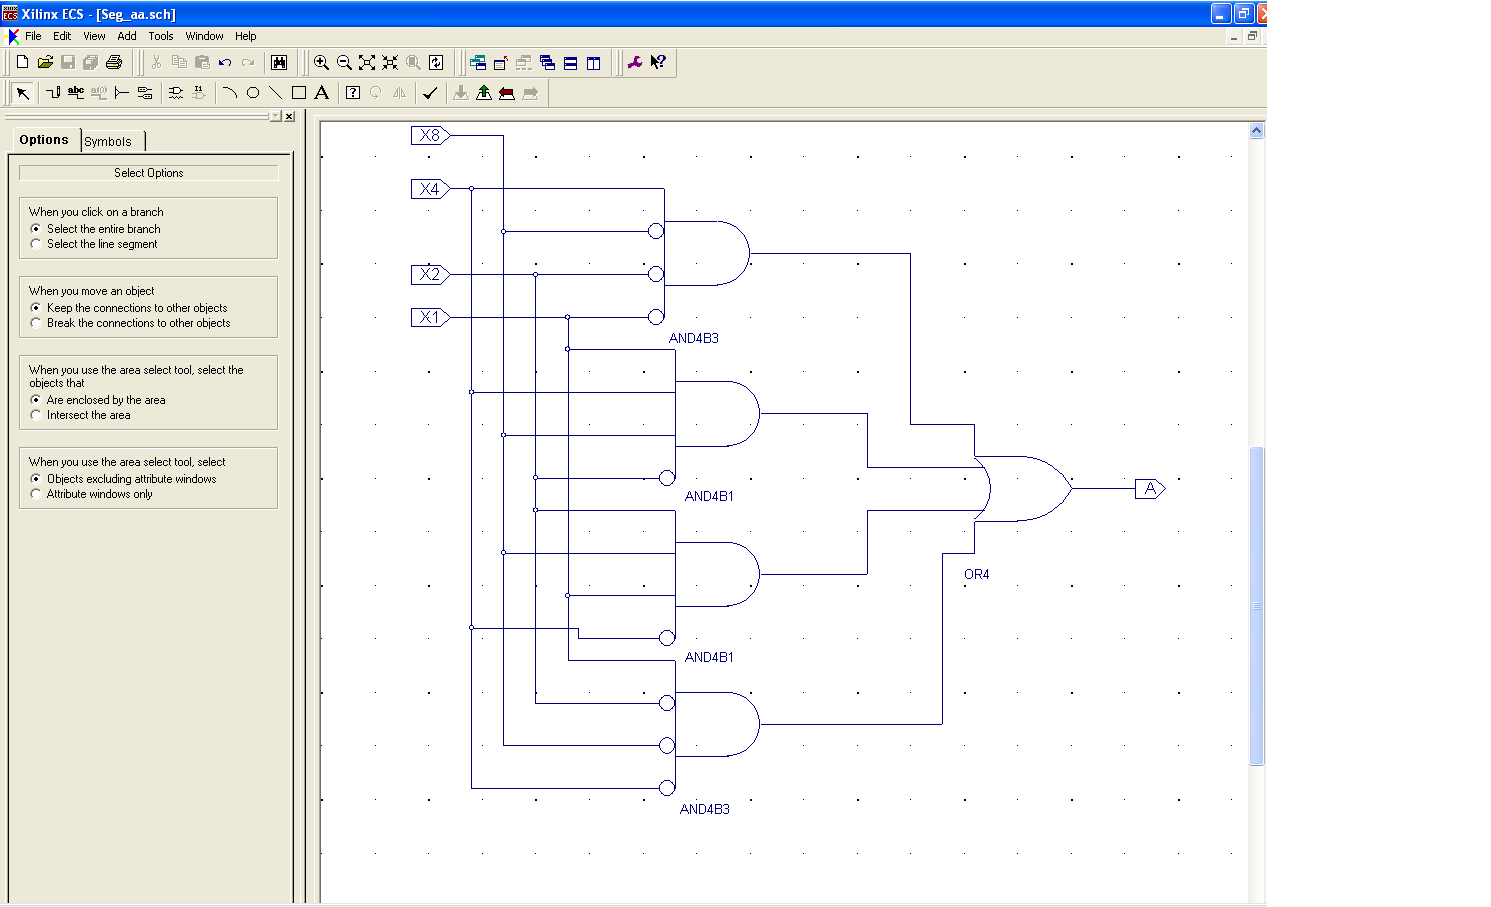 Xilinx ECS - [Seg_aa.sch]
File Edit View Add Tools Window Help
Options
Symbols
Select Options
When you click on a branch
Select the entire branch
Select the line segment
When you move an object
Keep the connections to other objects
Break the connections to other objects
When you use the area select tool, select the
objects that
Are enclosed by the area
Intersect the area
When you use the area select tool, select
Objects excluding attribute windows
Attribute windows only
X8
X4
X2
X1
AND4B3
AND4B1
A
OR4
AND4B1
AND4B3